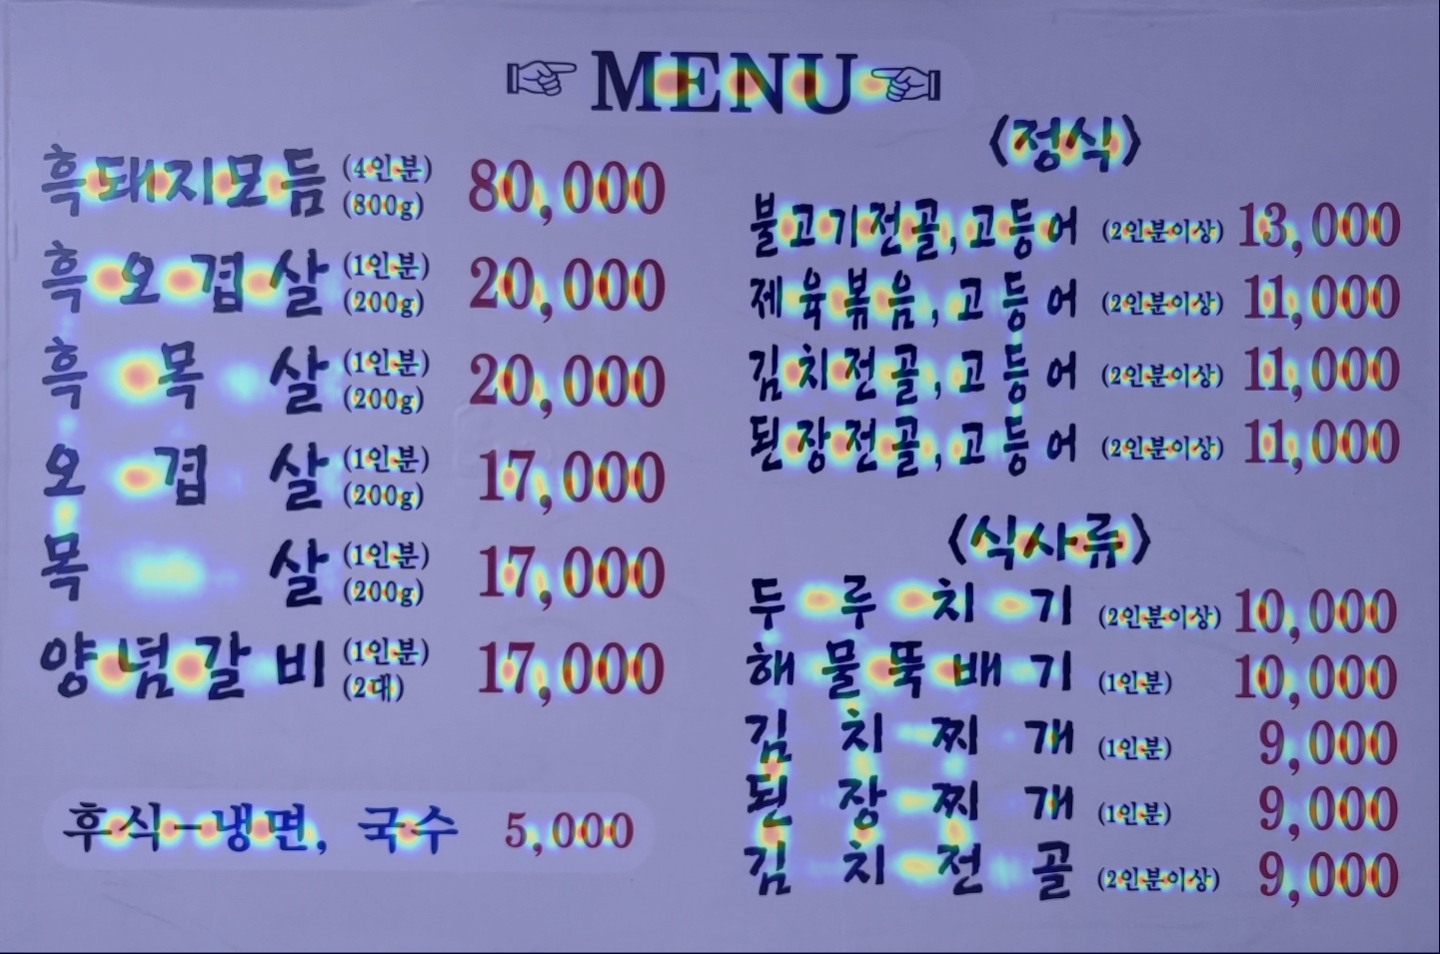 ☞ MENU ☜
흑돼지모듬 (4인분) (800g) 80,000
흑오겹살 (1인분) (200g) 20,000
흑목살 (1인분) (200g) 20,000
오겹살 (1인분) (200g) 17,000
목살 (1인분) (200g) 17,000
양념갈비 (1인분) (2대) 17,000
후식-냉면, 국수 5,000
<정식>
불고기전골,고등어 (2인분이상) 13,000
제육볶음,고등어 (2인분이상) 11,000
김치전골,고등어 (2인분이상) 11,000
된장전골,고등어 (2인분이상) 11,000
<식사류>
두루치기 (2인분이상) 10,000
해물뚝배기 (1인분) 10,000
김치찌개 (1인분) 9,000
된장찌개 (1인분) 9,000
김치전골 (2인분이상) 9,000